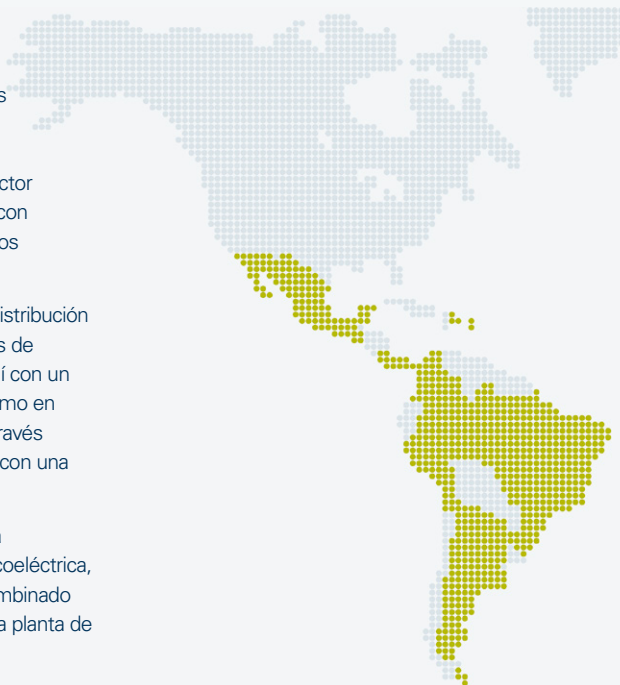 s
ctor
con
os
istribución
s de
í con un
mo en
ravés
con una
a
coeléctrica,
mbinado
a planta de